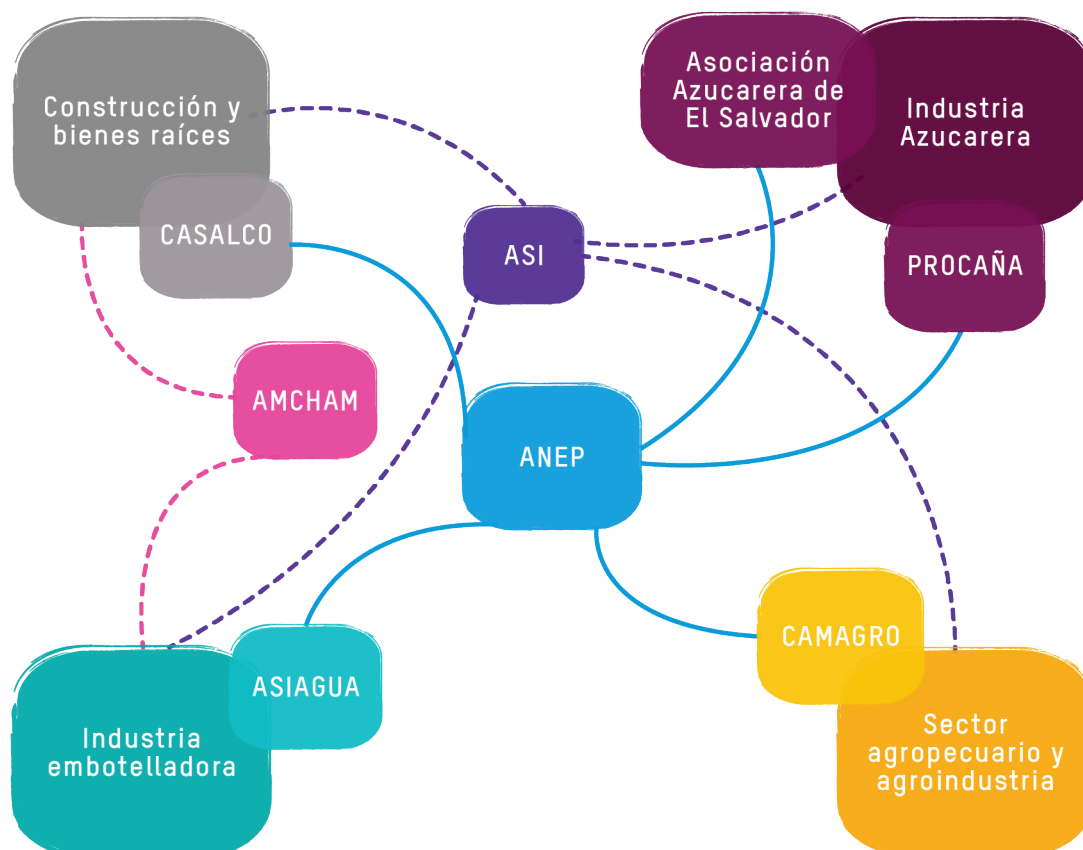 Construcción y
bienes raíces
CASALCO
Asociación
Azucarera de
El Salvador
Industria
Azucarera
PROCAÑA
ASI
AMCHAM
ANEP
CAMAGRO
ASIAGUA
Industria
embotelladora
Sector
agropecuario y
agroindustria